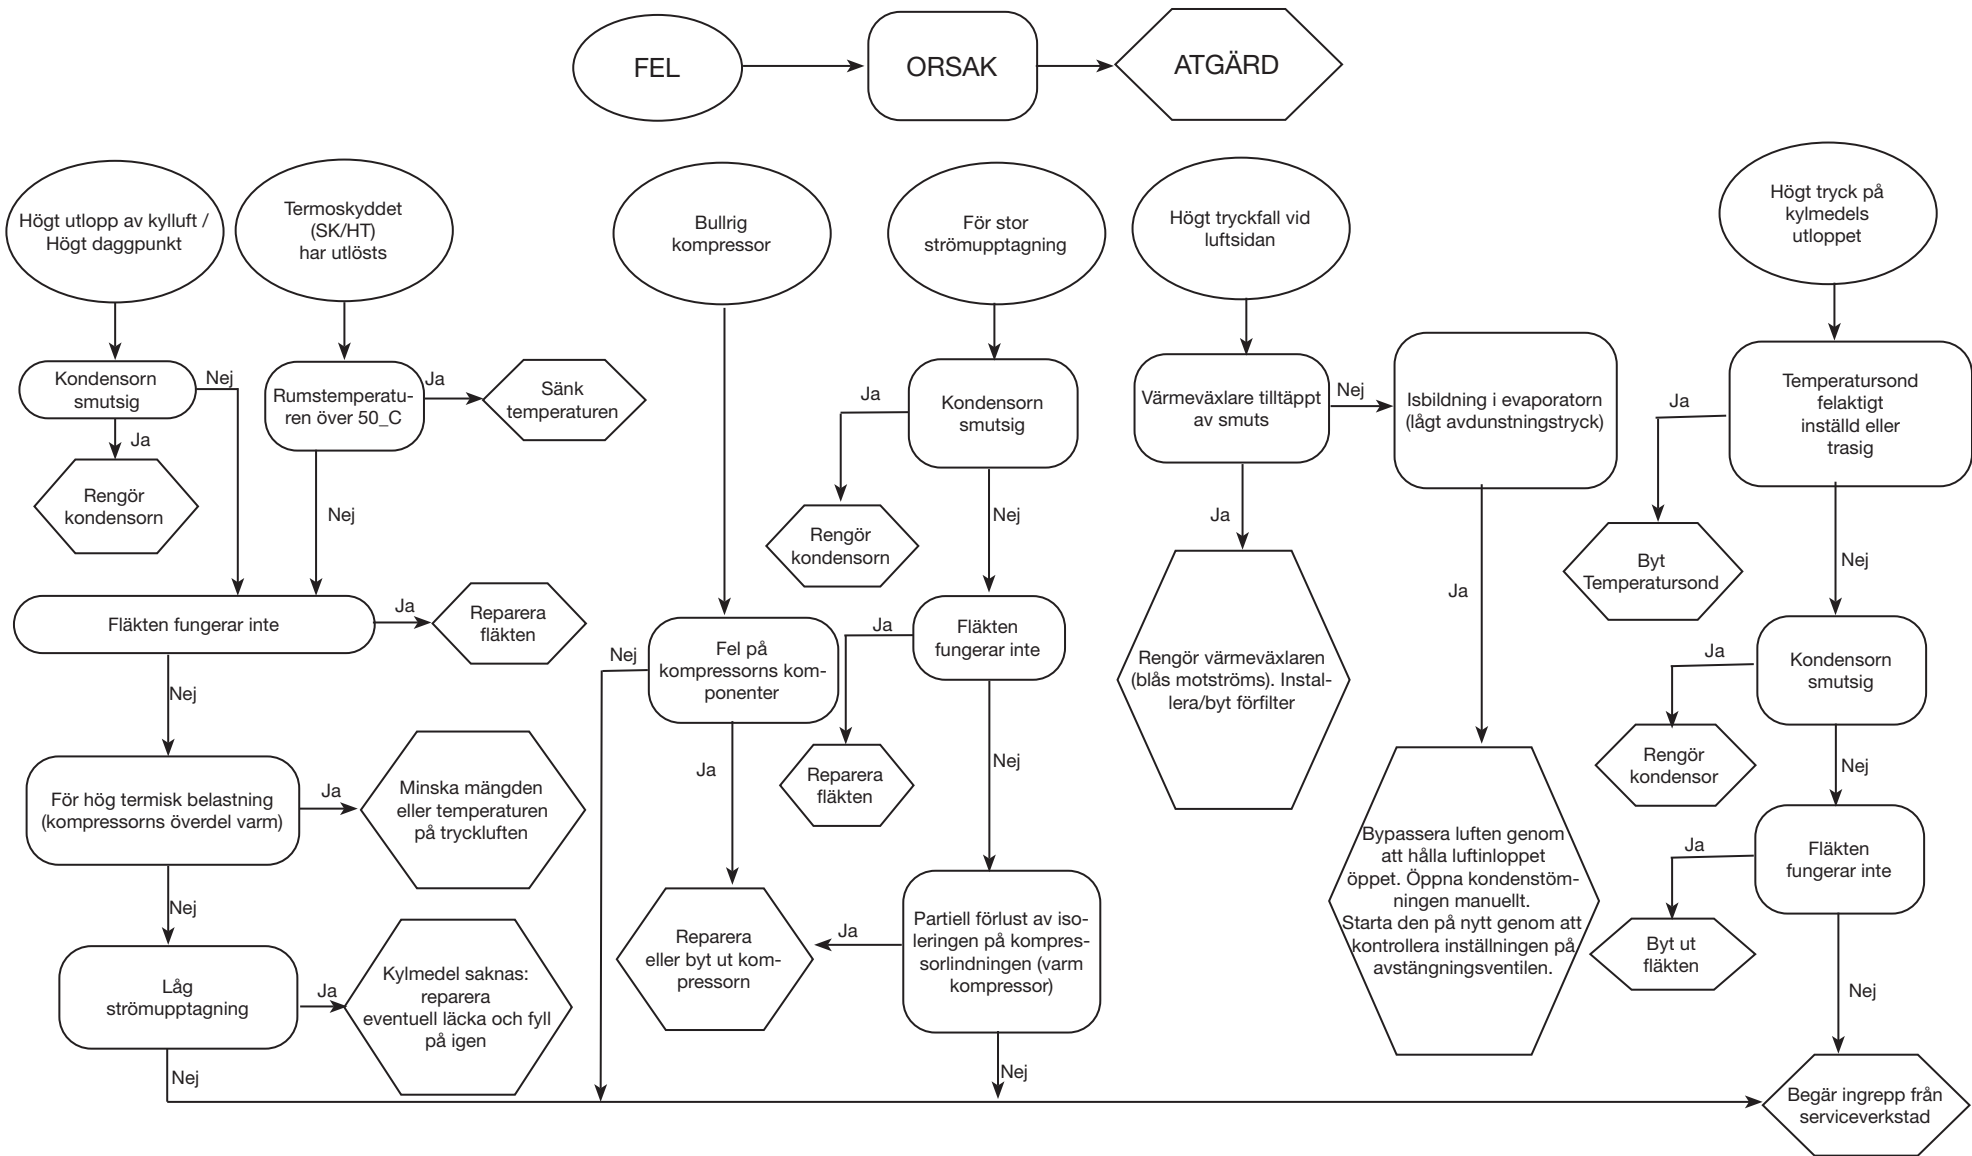 FEL
ORSAK
ATGÄRD
Högt utlopp av kylluft /
Högt daggpunkt
Termoskyddet
(SK/HT)
har utlösts
Bullrig
kompressor
För stor
strömupptagning
Högt tryckfall vid
luftsidan
Högt tryck på
kylmedels
utloppet
Kondensorn
smutsig
Nej
Ja
Rengör
kondensorn
Rumstemperatu-
ren över 50_C
Ja
Sänk
temperaturen
Nej
Fläkten fungerar inte
Ja
Reparera
fläkten
Nej
För hög termisk belastning
(kompressorns överdel varm)
Ja
Minska mängden
eller temperaturen
på tryckluften
Nej
Låg
strömupptagning
Ja
Kylmedel saknas:
reparera
eventuell läcka och fyll
på igen
Nej
Fel på
kompressorns kom-
ponenter
Nej
Ja
Reparera
eller byt ut kom-
pressorn
Kondensorn
smutsig
Ja
Rengör
kondensorn
Nej
Fläkten
fungerar inte
Ja
Reparera
fläkten
Nej
Partiell förlust av iso-
leringen på kompres-
sorlindningen (varm
kompressor)
Ja
Nej
Värmeväxlare tilltäppt
av smuts
Nej
Ja
Rengör värmeväxlaren
(blås motströms). Instal-
lera/byt förfilter
Isbildning i evaporatorn
(lågt avdunstningstryck)
Ja
Bypassera luften genom
att hålla luftinloppet
öppet. Öppna kondenstöm-
ningen manuellt.
Starta den på nytt genom att
kontrollera inställningen på
avstängningsventilen.
Temperatursond
felaktigt
inställd eller
trasig
Ja
Byt
Temperatursond
Nej
Kondensorn
smutsig
Ja
Rengör
kondensor
Nej
Fläkten
fungerar inte
Ja
Byt ut
fläkten
Nej
Begär ingrepp från
serviceverkstad